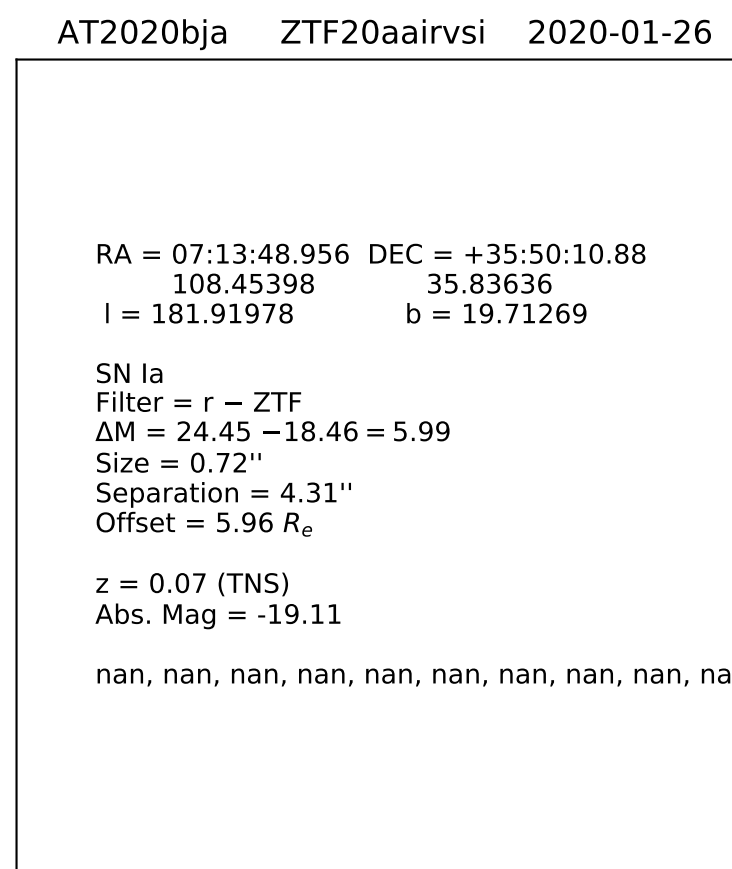 AT2020bja ZTF20aairvsi 2020-01-26
RA = 07:13:48.956 DEC = +35:50:10.88
108.45398 35.83636
l = 181.91978 b = 19.71269
SN Ia
Filter = r − ZTF
ΔM = 24.45 −18.46 = 5.99
Size = 0.72''
Separation = 4.31''
Offset = 5.96 Re
z = 0.07 (TNS)
Abs. Mag = -19.11
nan, nan, nan, nan, nan, nan, nan, nan, nan, na